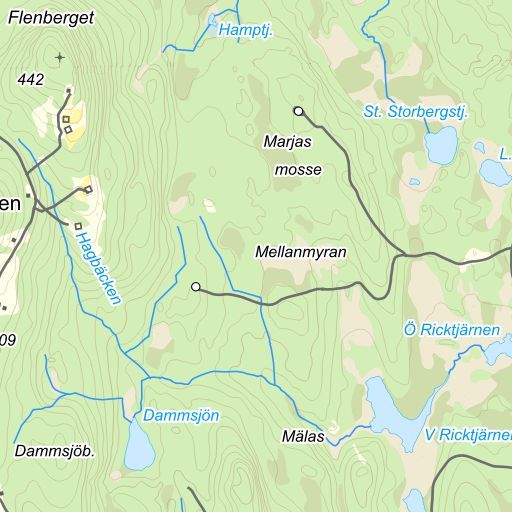 Flenberget
Hamptj.
442
St. Storbergstj.
Marjas
mosse
L.
en
Hagbäcken
Mellanmyran
Ö Ricktjärnen
09
Dammsjön
Mälas
V Ricktjärnen
Dammsjöb.